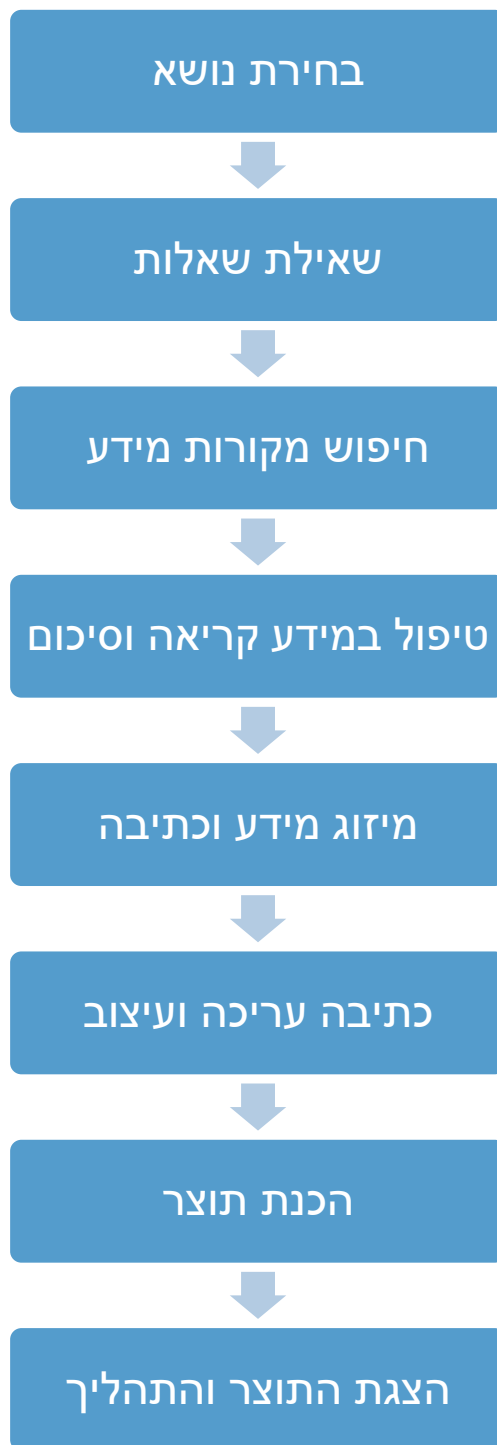 בחירת נושא
שאילת שאלות
חיפוש מקורות מידע
טיפול במידע קריאה וסיכום
מיזוג מידע וכתיבה
כתיבה עריכה ועיצוב
הכנת תוצר
הצגת התוצר והתהליך